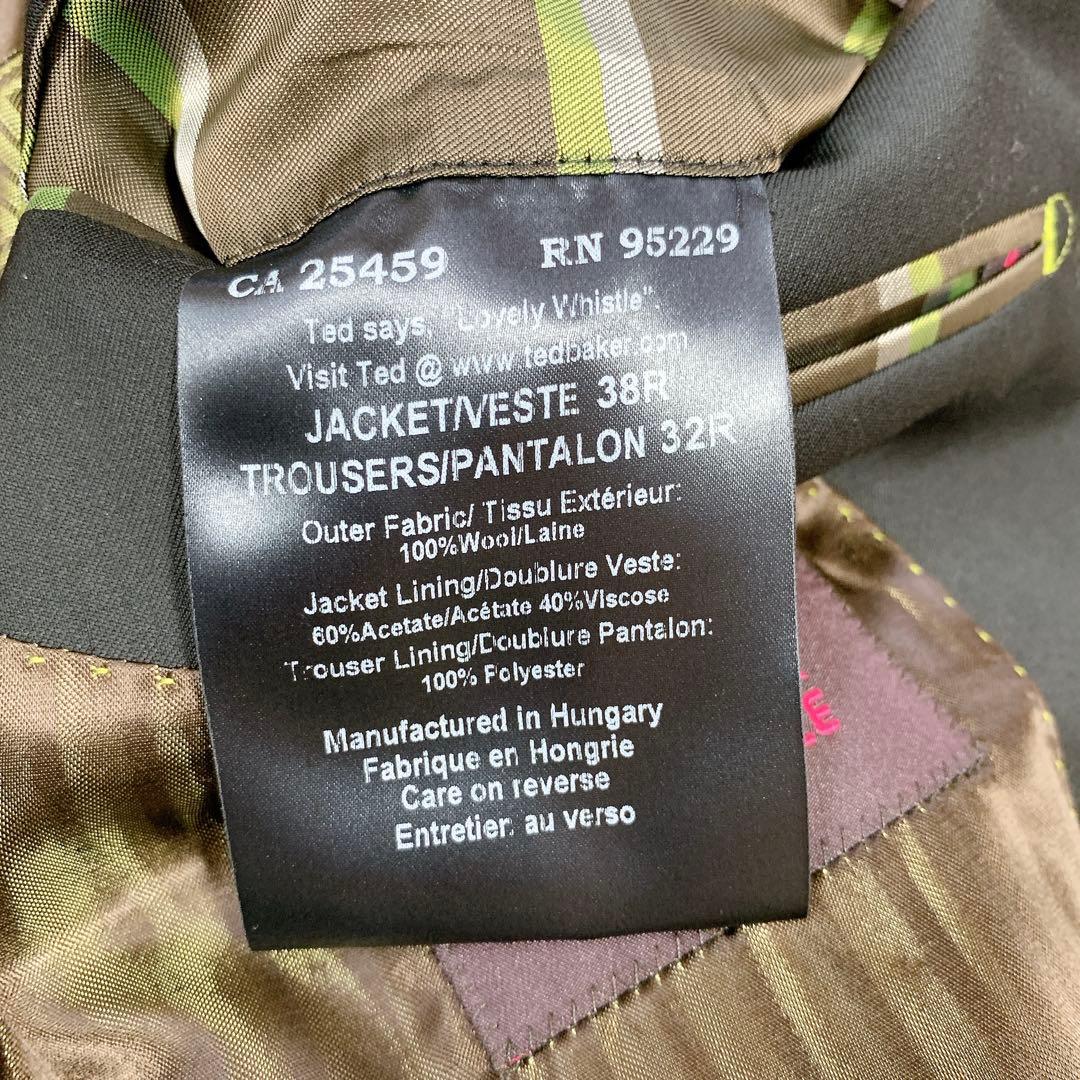 CA 25459 RN 95229
Ted says, "Lovely Whistle".
Visit Ted @ www.tedbaker.com
JACKET/VESTE 38R
TROUSERS/PANTALON 32R
Outer Fabric/ Tissu Extérieur:
100%Wool/Laine
Jacket Lining/Doublure Veste:
60%Acetate/Acétate 40%Viscose
Trouser Lining/Doublure Pantalon:
100% Polyester
Manufactured in Hungary
Fabrique en Hongrie
Care on reverse
Entretien au verso